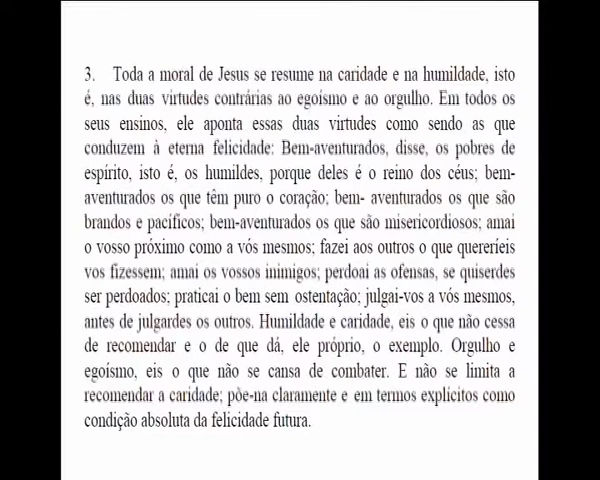 3. Toda a moral de Jesus se resume na caridade e na humildade, isto
é, nas duas virtudes contrárias ao egoísmo e ao orgulho. Em todos os
seus ensinos, ele aponta essas duas virtudes como sendo as que
conduzem à eterna felicidade: Bem-aventurados, disse, os pobres de
espírito, isto é, os humildes, porque deles é o reino dos céus; bem-
aventurados os que têm puro o coração; bem- aventurados os que são
brandos e pacíficos; bem-aventurados os que são misericordiosos; amai
o vosso próximo como a vós mesmos; fazei aos outros o que quereríeis
vos fizessem; amai os vossos inimigos; perdoai as ofensas, se quiserdes
ser perdoados; praticai o bem sem ostentação; julgai-vos a vós mesmos,
antes de julgardes os outros. Humildade e caridade, eis o que não cessa
de recomendar e o de que dá, ele próprio, o exemplo. Orgulho e
egoísmo, eis o que não se cansa de combater. E não se limita a
recomendar a caridade; põe-na claramente e em termos explícitos como
condição absoluta da felicidade futura.